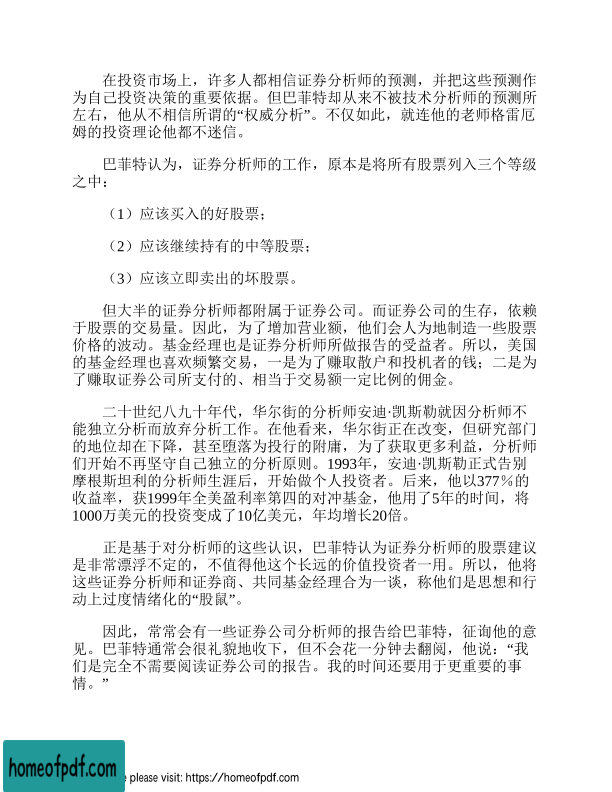 在投资市场上，许多人都相信证券分析师的预测，并把这些预测作
为自己投资决策的重要依据。但巴菲特却从来不被技术分析师的预测所
左右，他从不相信所谓的“权威分析”。不仅如此，就连他的老师格雷厄
姆的投资理论他都不迷信。
巴菲特认为，证券分析师的工作，原本是将所有股票列入三个等级
之中：
（1）应该买入的好股票；
（2）应该继续持有的中等股票；
（3）应该立即卖出的坏股票。
但大半的证券分析师都附属于证券公司。而证券公司的生存，依赖
于股票的交易量。因此，为了增加营业额，他们会人为地制造一些股票
价格的波动。基金经理也是证券分析师所做报告的受益者。所以，美国
的基金经理也喜欢频繁交易，一是为了赚取散户和投机者的钱；二是为
了赚取证券公司所支付的、相当于交易额一定比例的佣金。
二十世纪八九十年代，华尔街的分析师安迪·凯斯勒就因分析师不
能独立分析而放弃分析工作。在他看来，华尔街正在改变，但研究部门
的地位却在下降，甚至堕落为投行的附庸，为了获取更多利益，分析师
们开始不再坚守自己独立的分析原则。1993年，安迪·凯斯勒正式告别
摩根斯坦利的分析师生涯后，开始做个人投资者。后来，他以377％的
收益率，获1999年全美盈利率第四的对冲基金，他用了5年的时间，将
1000万美元的投资变成了10亿美元，年均增长20倍。
正是基于对分析师的这些认识，巴菲特认为证券分析师的股票建议
是非常漂浮不定的，不值得他这个长远的价值投资者一用。所以，他将
这些证券分析师和证券商、共同基金经理合为一谈，称他们是思想和行
动上过度情绪化的“股鼠”。
因此，常常会有一些证券公司分析师的报告给巴菲特，征询他的意
见。巴菲特通常会很礼貌地收下，但不会花一分钟去翻阅，他说：“我
们是完全不需要阅读证券公司的报告。我的时间还要用于更重要的事
情。”
homeofpdf.com
please visit: https://homeofpdf.com